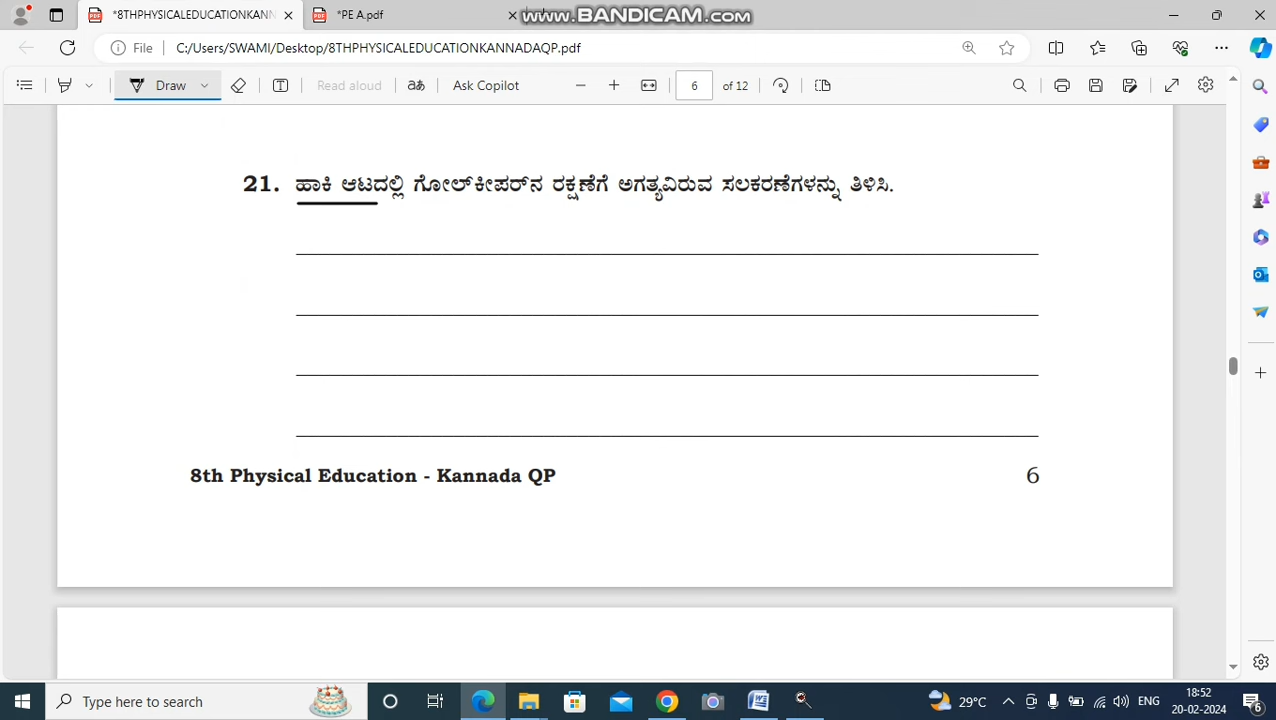 *8THPHYSICALEDUCATIONKANN
*PE A.pdf
www.BANDICAM.com
File
C:/Users/SWAMI/Desktop/8THPHYSICALEDUCATIONKANNADAQP.pdf
Draw
Read aloud
Ask Copilot
6
of 12
21. ಹಾಕಿ ಆಟದಲ್ಲಿ ಗೋಲ್‌ಕೀಪರ್‌ನ ರಕ್ಷಣೆಗೆ ಅಗತ್ಯವಿರುವ ಸಲಕರಣೆಗಳನ್ನು ತಿಳಿಸಿ.
8th Physical Education - Kannada QP
6
Type here to search
29°C
ENG
18:52
20-02-2024
6